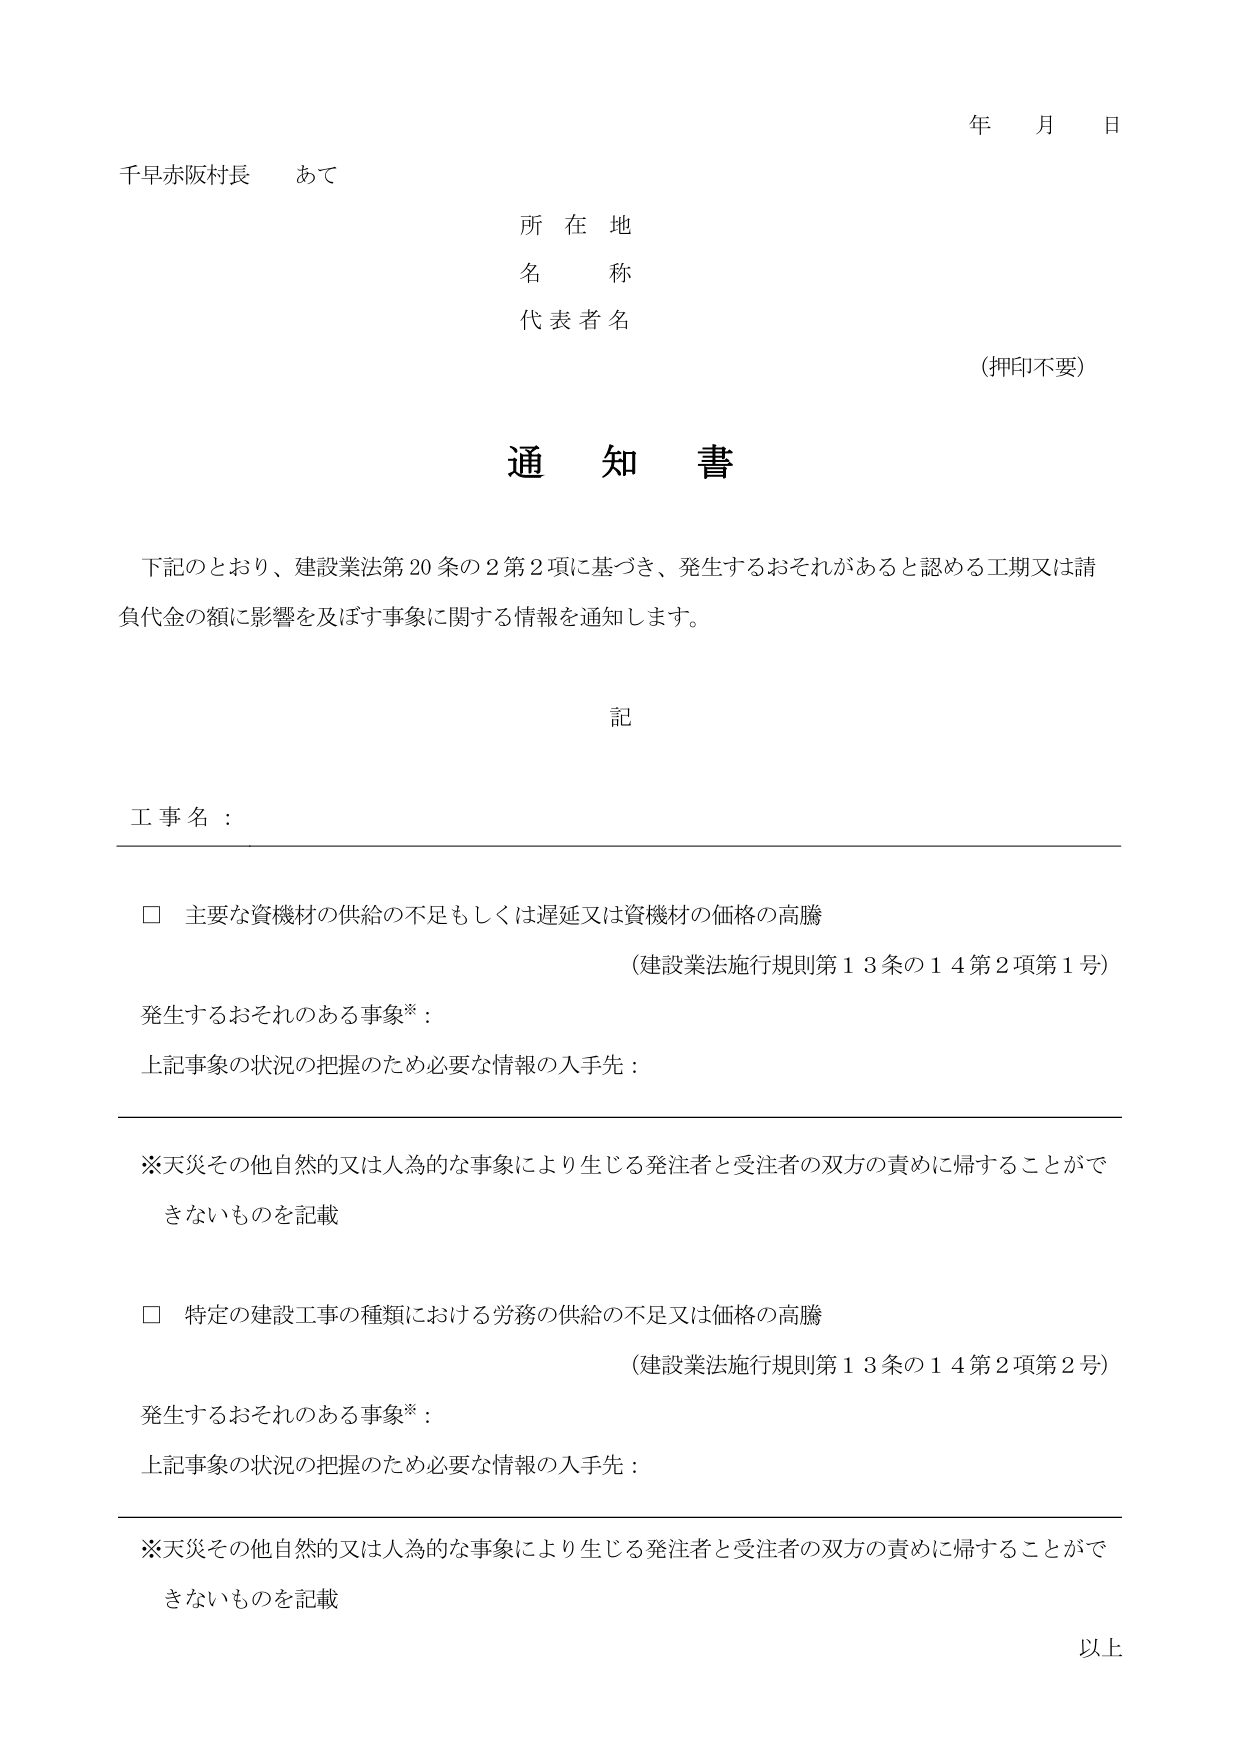 年　　月　　日
千早赤阪村長　　あて
所　在　地
名　　　称
代 表 者 名
（押印不要）
通　知　書
　下記のとおり、建設業法第 20 条の２第２項に基づき、発生するおそれがあると認める工期又は請
負代金の額に影響を及ぼす事象に関する情報を通知します。
記
工 事 名 ：
□　主要な資機材の供給の不足もしくは遅延又は資機材の価格の高騰
（建設業法施行規則第１３条の１４第２項第１号）
発生するおそれのある事象※：
上記事象の状況の把握のため必要な情報の入手先：
※天災その他自然的又は人為的な事象により生じる発注者と受注者の双方の責めに帰することがで
きないものを記載
□　特定の建設工事の種類における労務の供給の不足又は価格の高騰
（建設業法施行規則第１３条の１４第２項第２号）
発生するおそれのある事象※：
上記事象の状況の把握のため必要な情報の入手先：
※天災その他自然的又は人為的な事象により生じる発注者と受注者の双方の責めに帰することがで
きないものを記載
以上